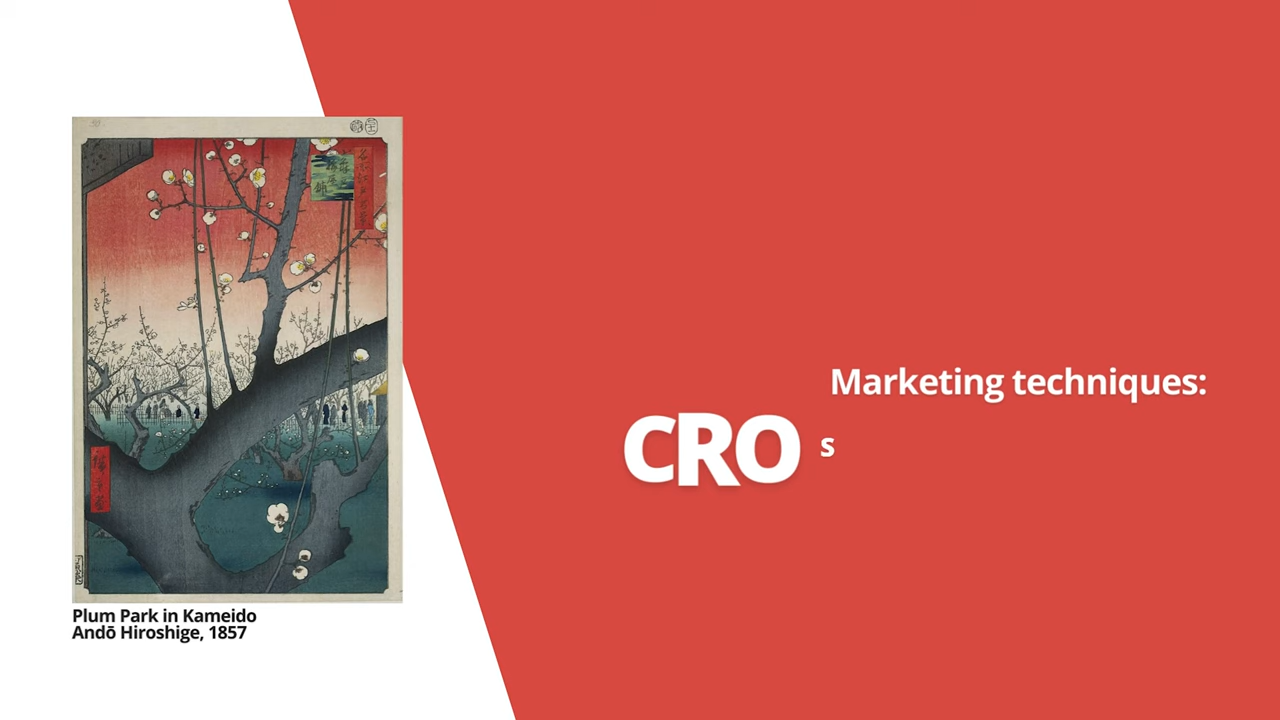 Marketing techniques:
CRO s
Plum Park in Kameido
Andō Hiroshige, 1857